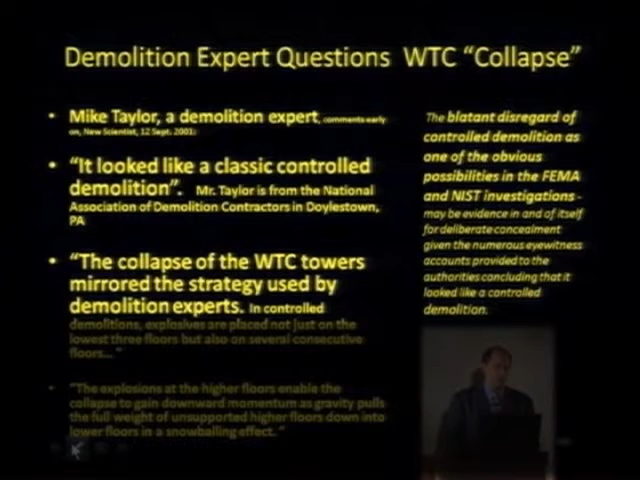 Demolition Expert Questions WTC “Collapse”
• Mike Taylor, a demolition expert, comments early
on, New Scientist, 12 Sept. 2001:
• “It looked like a classic controlled
demolition”. Mr. Taylor is from the National
Association of Demolition Contractors in Doylestown,
PA
• “The collapse of the WTC towers
mirrored the strategy used by
demolition experts. In controlled
demolitions, explosives are placed not just on the
lowest three floors but also on several consecutive
floors... ”
• “The explosions at the higher floors enable the
collapse to gain downward momentum as gravity pulls
the full weight of unsupported higher floors down into
lower floors in a snowballing effect.”
The blatant disregard of
controlled demolition as
one of the obvious
possibilities in the FEMA
and NIST investigations -
may be evidence in and of itself
for deliberate concealment
given the numerous eyewitness
accounts provided to the
authorities concluding that it
looked like a controlled
demolition.